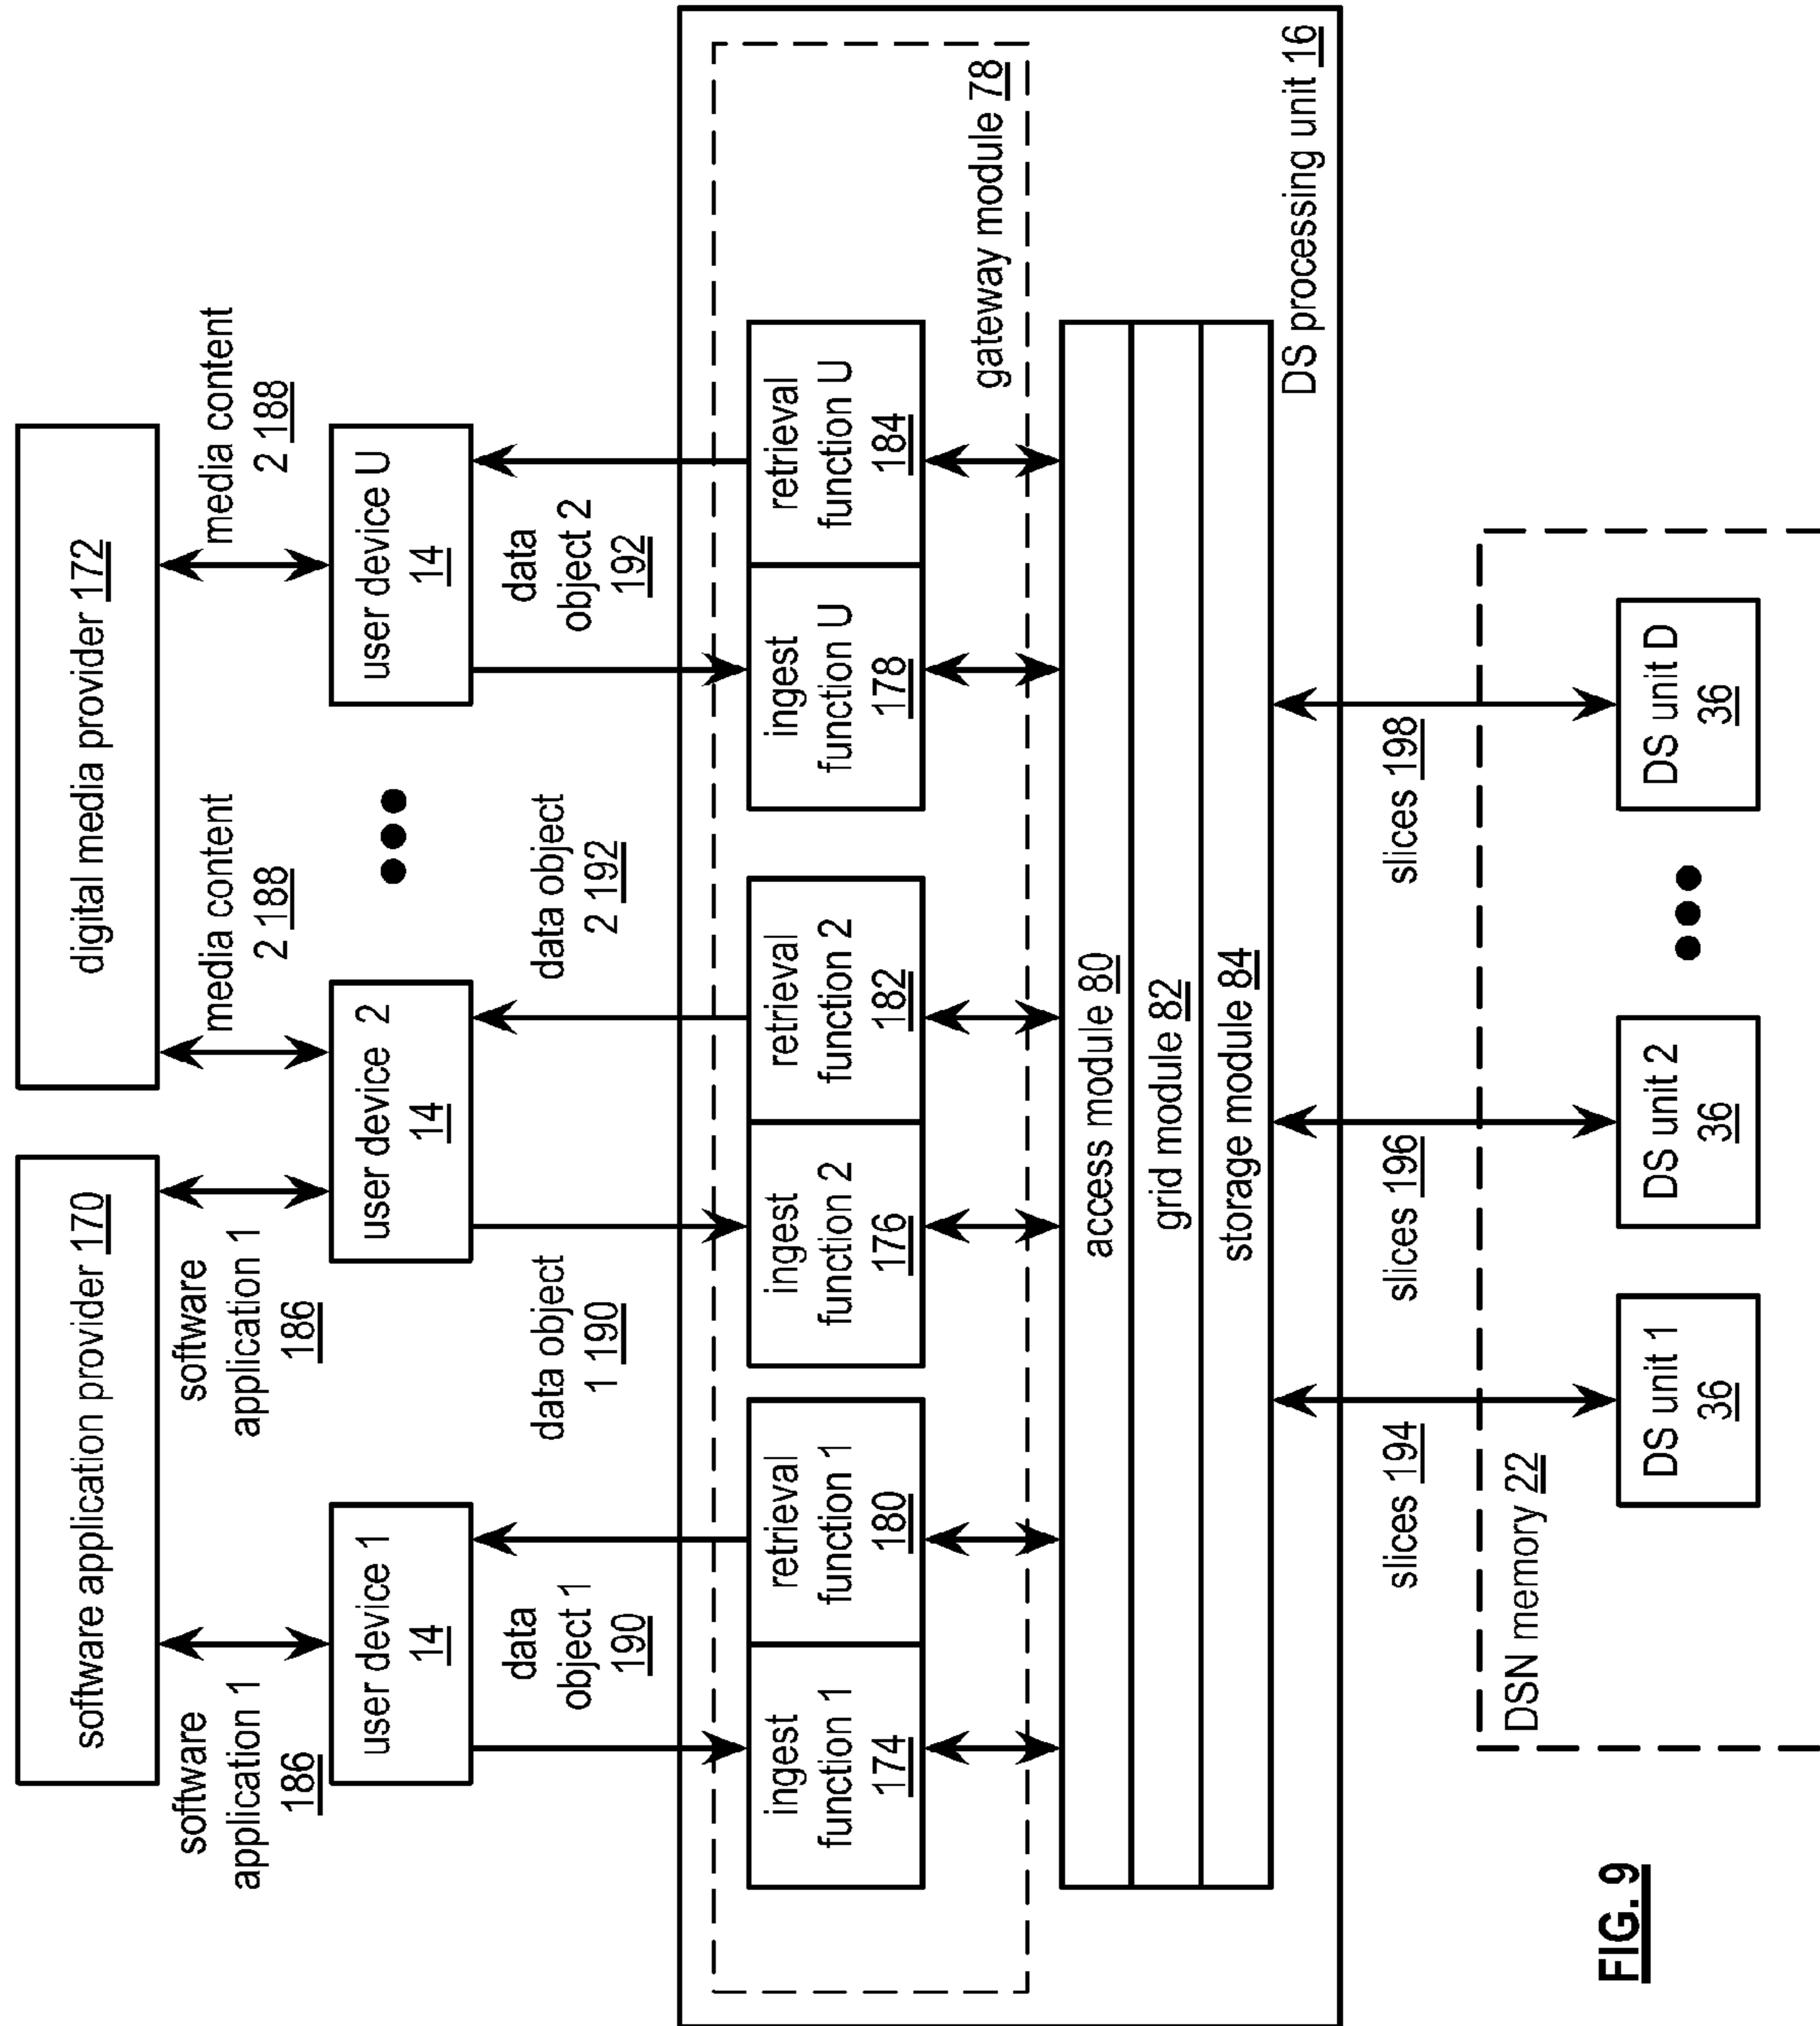 software application provider 170
digital media provider 172
software
application 1
186
software
application 1
186
media content
2 188
media content
2 188
user device 1
14
user device 2
14
user device U
14
data
object 1
190
data object
1 190
data object
2 192
data
object 2
192
ingest
function 1
174
retrieval
function 1
180
ingest
function 2
176
retrieval
function 2
182
ingest
function U
178
retrieval
function U
184
gateway module 78
access module 80
grid module 82
storage module 84
DS processing unit 16
slices 194
slices 196
slices 198
DSN memory 22
DS unit 1
36
DS unit 2
36
DS unit D
36
FIG. 9